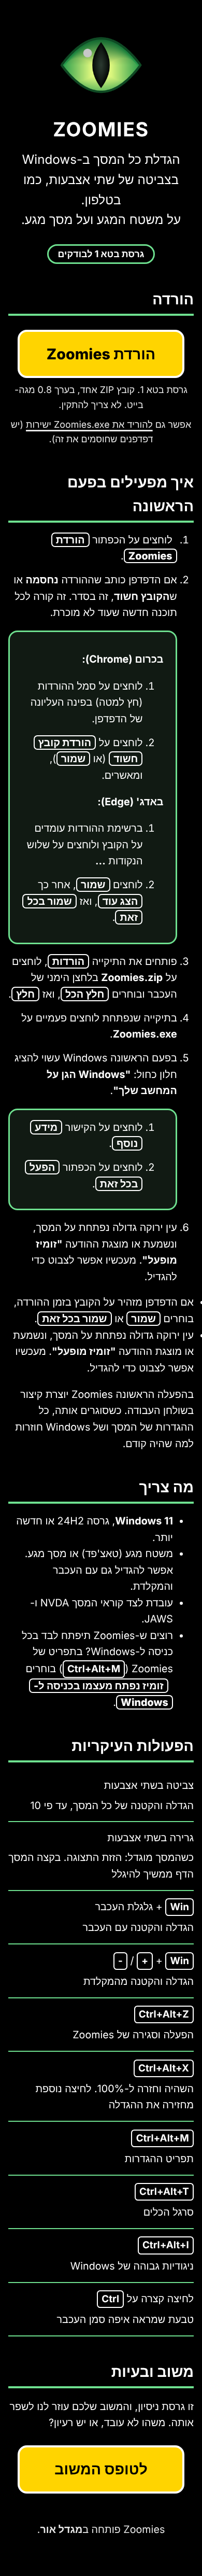 ZOOMIES
הגדלת כל המסך ב-Windows
בצביטה של שתי אצבעות, כמו
בטלפון.
על משטח המגע ועל מסך מגע.
גרסת בטא 1 לבודקים
הורדה
הורדת Zoomies
גרסת בטא 1. קובץ ZIP אחד, בערך 0.8 מגה-
בייט. לא צריך להתקין.
אפשר גם להוריד את Zoomies.exe ישירות (יש
דפדפנים שחוסמים את זה).
איך מפעילים בפעם
הראשונה
1. לוחצים על הכפתור הורדת
Zoomies.
2. אם הדפדפן כותב שההורדה נחסמה או
שהקובץ חשוד, זה בסדר. זה קורה לכל
תוכנה חדשה שעוד לא מוכרת.
בכרום (Chrome):
1. לוחצים על סמל ההורדות
(חץ למטה) בפינה העליונה
של הדפדפן.
2. לוחצים על הורדת קובץ
חשוד (או שמור),
ומאשרים.
באדג' (Edge):
1. ברשימת ההורדות עומדים
על הקובץ ולוחצים על שלוש
הנקודות ...
2. לוחצים שמור, אחר כך
הצג עוד, ואז שמור בכל
זאת.
3. פותחים את התיקייה הורדות, לוחצים
על Zoomies.zip בלחצן הימני של
העכבר ובוחרים חלץ הכל, ואז חלץ.
4. בתיקייה שנפתחת לוחצים פעמיים על
Zoomies.exe.
5. בפעם הראשונה Windows עשוי להציג
חלון כחול: "Windows הגן על
המחשב שלך".
1. לוחצים על הקישור מידע
נוסף.
2. לוחצים על הכפתור הפעל
בכל זאת.
6. עין ירוקה גדולה נפתחת על המסך,
ונשמעת או מוצגת ההודעה "זומיז
מופעל". מעכשיו אפשר לצבוט כדי
להגדיל.
• אם הדפדפן מזהיר על הקובץ בזמן ההורדה,
בוחרים שמור או שמור בכל זאת.
• עין ירוקה גדולה נפתחת על המסך, ונשמעת
או מוצגת ההודעה "זומיז מופעל". מעכשיו
אפשר לצבוט כדי להגדיל.
בהפעלה הראשונה Zoomies יוצרת קיצור
בשולחן העבודה. כשסוגרים אותה, כל
ההגדרות של המסך ושל Windows חוזרות
למה שהיה קודם.
מה צריך
• Windows 11, גרסה 24H2 או חדשה
יותר.
• משטח מגע (טאצ'פד) או מסך מגע.
אפשר להגדיל גם עם העכבר
והמקלדת.
• עובדת לצד קוראי המסך NVDA ו-
JAWS.
• רוצים ש-Zoomies תיפתח לבד בכל
כניסה ל-Windows? בתפריט של
Zoomies (Ctrl+Alt+M) בוחרים
זומיז נפתח מעצמו בכניסה ל-
Windows.
הפעולות העיקריות
צביטה בשתי אצבעות
הגדלה והקטנה של כל המסך, עד פי 10
גרירה בשתי אצבעות
כשהמסך מוגדל: הזזת התצוגה. בקצה המסך
הדף ממשיך להיגלל
Win + גלגלת העכבר
הגדלה והקטנה עם העכבר
Win + + / -
הגדלה והקטנה מהמקלדת
Ctrl+Alt+Z
הפעלה וסגירה של Zoomies
Ctrl+Alt+X
השהיה וחזרה ל-100%. לחיצה נוספת
מחזירה את ההגדלה
Ctrl+Alt+M
תפריט ההגדרות
Ctrl+Alt+T
סרגל הכלים
Ctrl+Alt+I
ניגודיות גבוהה של Windows
לחיצה קצרה על Ctrl
טבעת שמראה איפה סמן העכבר
משוב ובעיות
זו גרסת ניסיון, והמשוב שלכם עוזר לנו לשפר
אותה. משהו לא עובד, או יש רעיון?
לטופס המשוב
Zoomies פותחה במגדל אור.